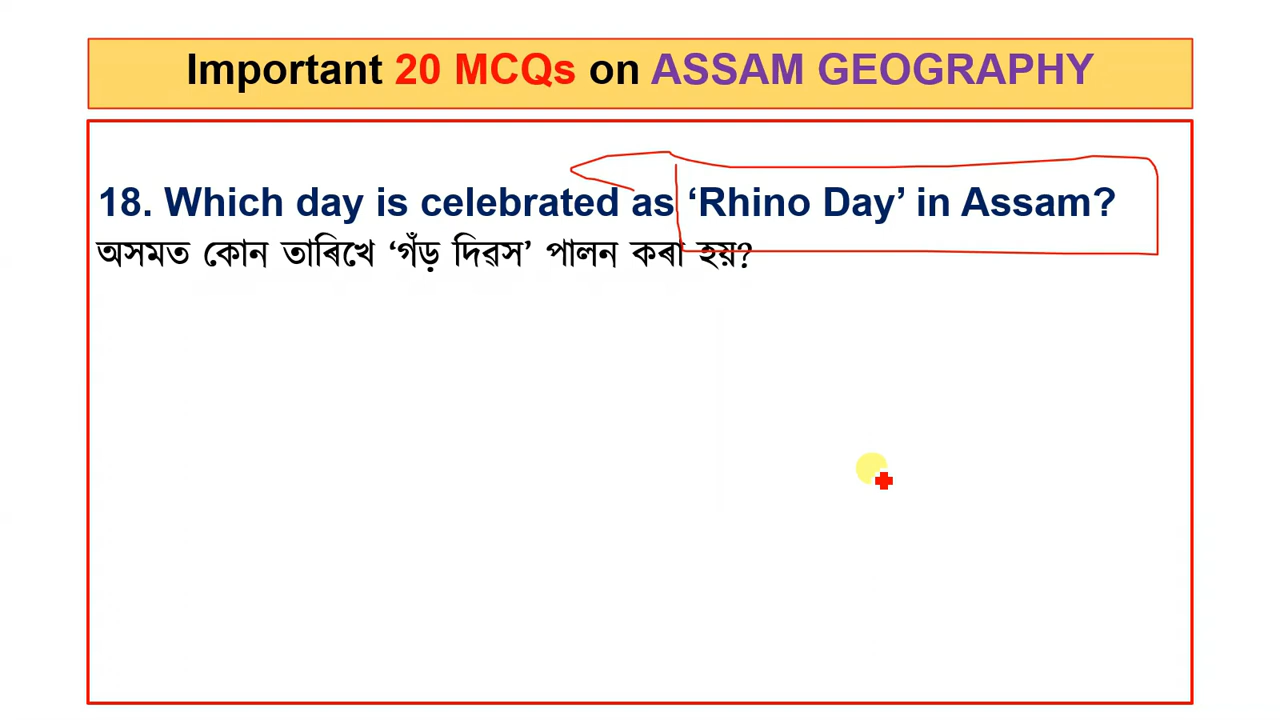 Important 20 MCQs on ASSAM GEOGRAPHY
18. Which day is celebrated as ‘Rhino Day’ in Assam?
অসমত কোন তাৰিখে ‘গঁড় দিৱস’ পালন কৰা হয়?